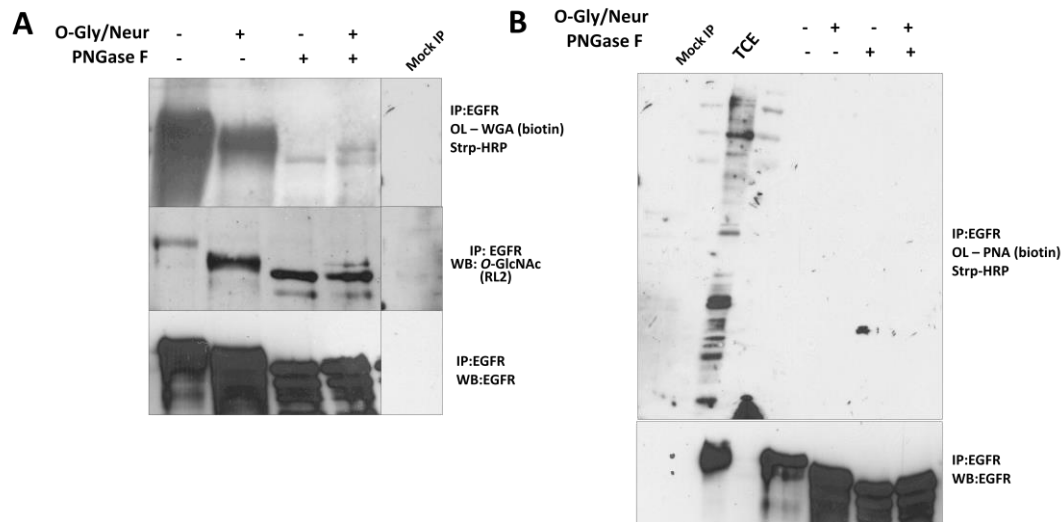 A
O-Gly/Neur - + - +
PNGase F - - + +
Mock IP
IP:EGFR
OL – WGA (biotin)
Strp-HRP
IP: EGFR
WB: O-GlcNAc
(RL2)
IP:EGFR
WB:EGFR
B
O-Gly/Neur - + - +
PNGase F - - + +
Mock IP
TCE
IP:EGFR
OL – PNA (biotin)
Strp-HRP
IP:EGFR
WB:EGFR